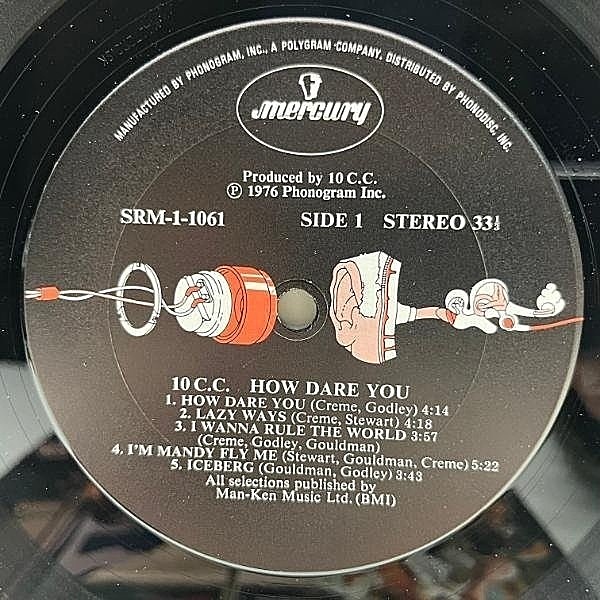 MANUFACTURED BY PHONOGRAM, INC., A POLYGRAM COMPANY, DISTRIBUTED BY PHONODISC, INC.
mercury
Produced by 10 C.C.
Ⓟ 1976 Phonogram Inc.
SRM-1-1061 SIDE 1 STEREO 33⅓
10 C.C. HOW DARE YOU
1. HOW DARE YOU (Creme, Godley) 4:14
2. LAZY WAYS (Creme, Stewart) 4:18
3. I WANNA RULE THE WORLD 3:57
(Creme, Godley, Gouldman)
4. I'M MANDY FLY ME (Stewart, Gouldman, Creme) 5:22
5. ICEBERG (Gouldman, Godley) 3:43
All selections published by
Man-Ken Music Ltd. (BMI)